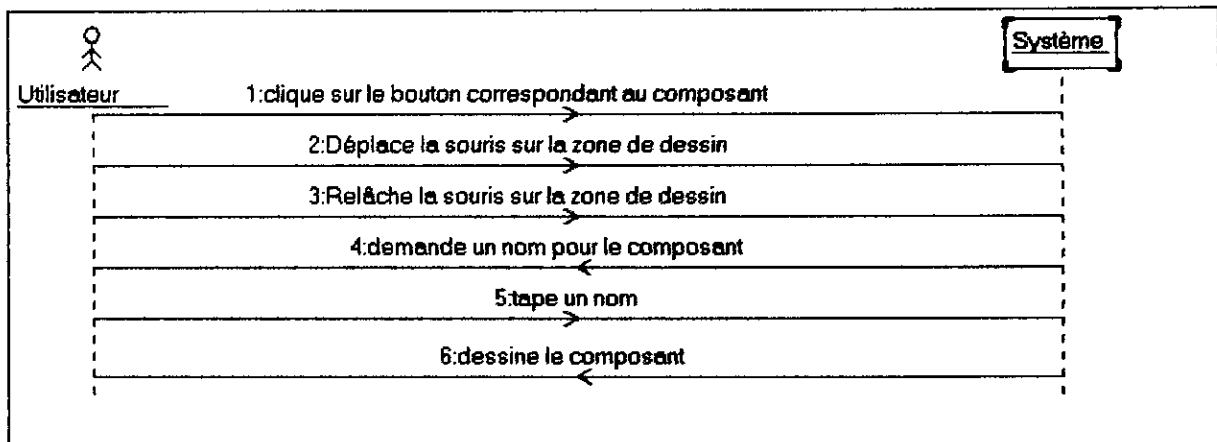 Système
Utilisateur
1:clique sur le bouton correspondant au composant
2:Déplace la souris sur la zone de dessin
3:Relâche la souris sur la zone de dessin
4:demande un nom pour le composant
5:tape un nom
6:dessine le composant